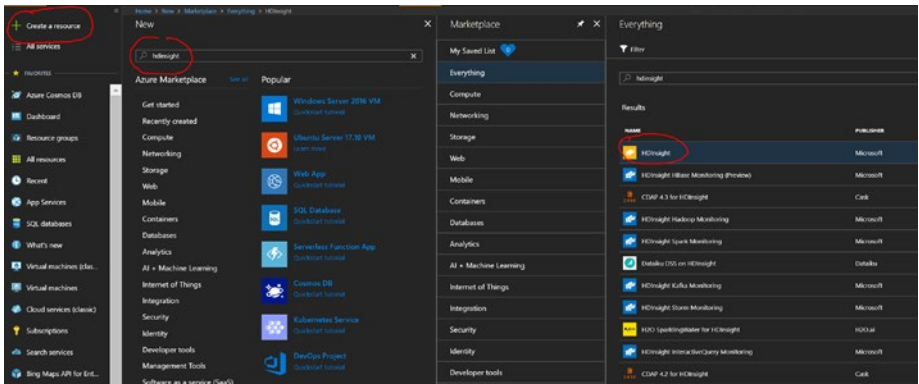 Home > New > Marketplace > Everything > HDInsight
Create a resource
All services
FAVORITES
Azure Cosmos DB
Dashboard
Resource groups
All resources
Recent
App Services
SQL databases
What's new
Virtual machines (clas...
Virtual machines
Cloud services (classic)
Subscriptions
Search services
Bing Maps API for Ent...
New
hdinsight
Azure Marketplace
See all
Popular
Get started
Recently created
Compute
Networking
Storage
Web
Mobile
Containers
Databases
Analytics
AI + Machine Learning
Internet of Things
Integration
Security
Identity
Developer tools
Management Tools
Software as a service (SaaS)
Windows Server 2016 VM
Quickstart tutorial
Ubuntu Server 17.10 VM
Learn more
Web App
Quickstart tutorial
SQL Database
Quickstart tutorial
Serverless Function App
Quickstart tutorial
Cosmos DB
Quickstart tutorial
Kubernetes Service
Quickstart tutorial
DevOps Project
Quickstart tutorial
Marketplace
My Saved List
0
Everything
Compute
Networking
Storage
Web
Mobile
Containers
Databases
Analytics
AI + Machine Learning
Internet of Things
Integration
Security
Identity
Developer tools
Everything
Filter
hdinsight
Results
NAME PUBLISHER
HDInsight Microsoft
HDInsight HBase Monitoring (Preview) Microsoft
CDAP 4.3 for HDInsight Cask
HDInsight Hadoop Monitoring Microsoft
HDInsight Spark Monitoring Microsoft
Dataiku DSS on HDInsight Dataiku
HDInsight Kafka Monitoring Microsoft
HDInsight Storm Monitoring Microsoft
H2O SparklingWater for HDInsight H2O.ai
HDInsight InteractiveQuery Monitoring Microsoft
CDAP 4.2 for HDInsight Cask